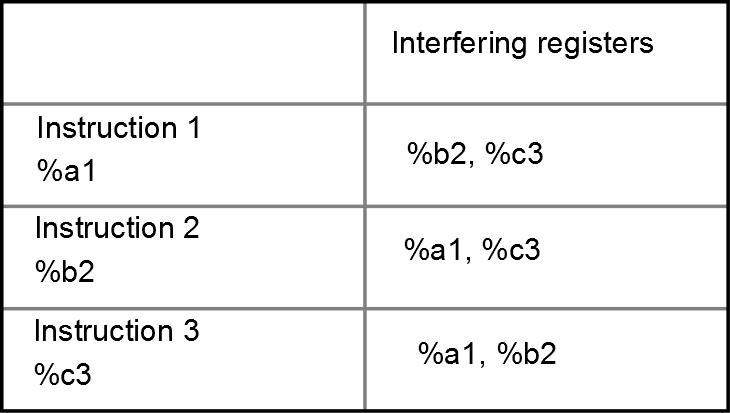 Interfering registers
Instruction 1
%a1
%b2, %c3
Instruction 2
%b2
%a1, %c3
Instruction 3
%c3
%a1, %b2